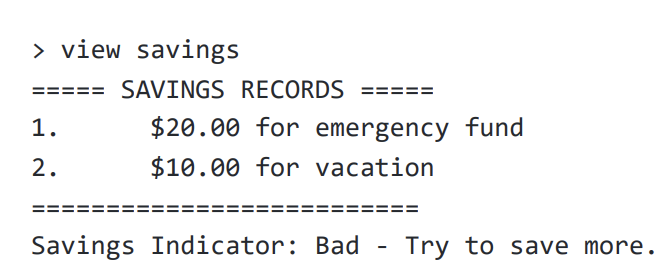 > view savings
===== SAVINGS RECORDS =====
1.      $20.00 for emergency fund
2.      $10.00 for vacation
==========================
Savings Indicator: Bad - Try to save more.